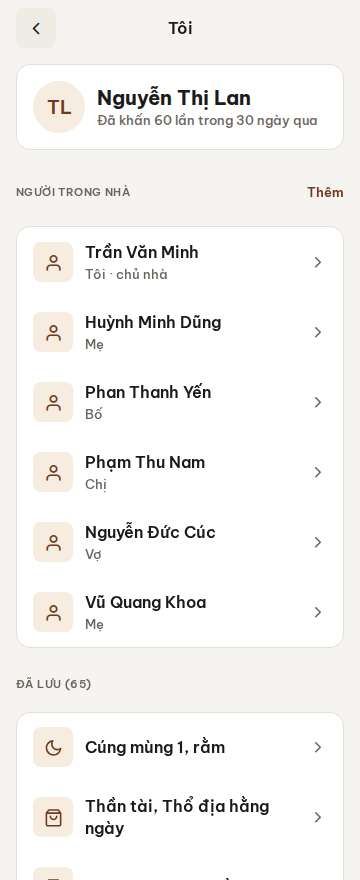 Tôi
TL
Nguyễn Thị Lan
Đã khấn 60 lần trong 30 ngày qua
NGƯỜI TRONG NHÀ
Thêm
Trần Văn Minh
Tôi · chủ nhà
Huỳnh Minh Dũng
Mẹ
Phan Thanh Yến
Bố
Phạm Thu Nam
Chị
Nguyễn Đức Cúc
Vợ
Vũ Quang Khoa
Mẹ
ĐÃ LƯU (65)
Cúng mùng 1, rằm
Thần tài, Thổ địa hằng
ngày